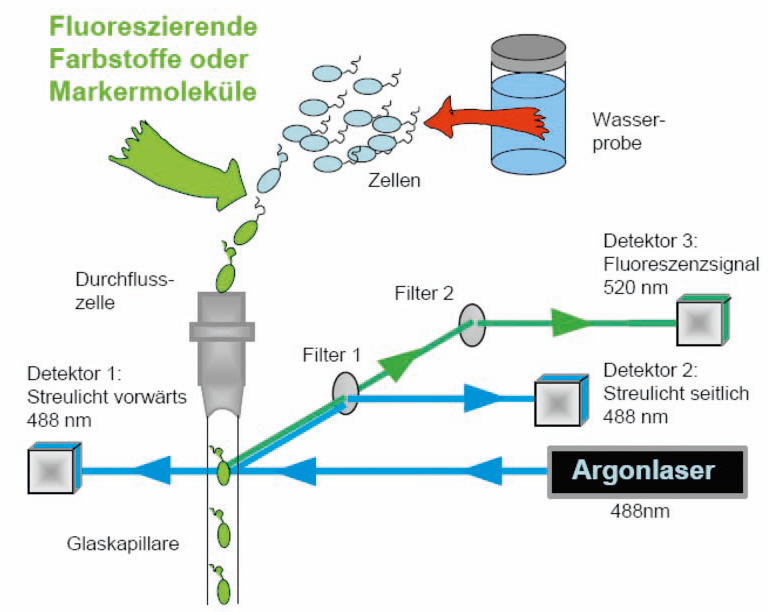 Fluoreszierende
Farbstoffe oder
Markermoleküle
Wasser-
probe
Zellen
Durchfluss-
zelle
Detektor 3:
Fluoreszenzsignal
520 nm
Filter 2
Filter 1
Detektor 1:
Streulicht vorwärts
488 nm
Detektor 2:
Streulicht seitlich
488 nm
Argonlaser
488nm
Glaskapillare